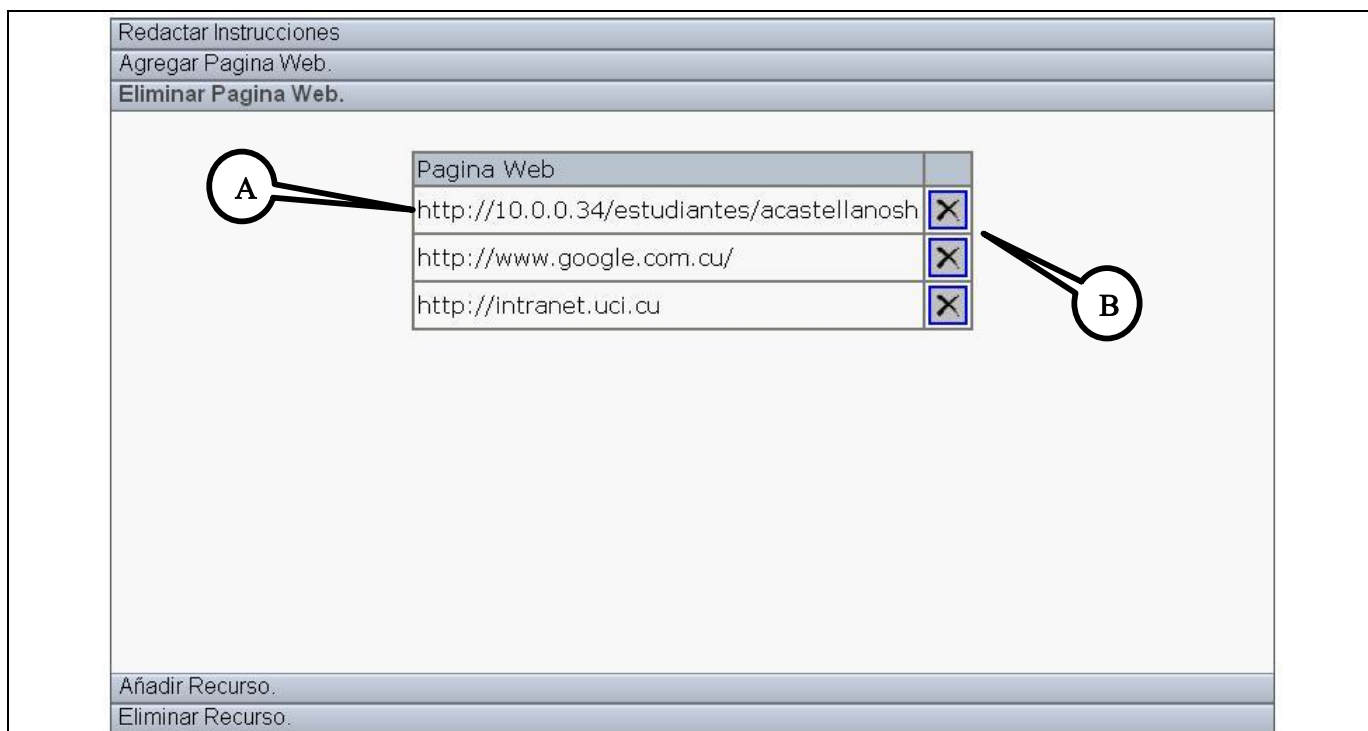 Redactar Instrucciones
Agregar Pagina Web.
Eliminar Pagina Web.
Pagina Web
A
http://10.0.0.34/estudiantes/acastellanosh
http://www.google.com.cu/
B
http://intranet.uci.cu
Añadir Recurso.
Eliminar Recurso.